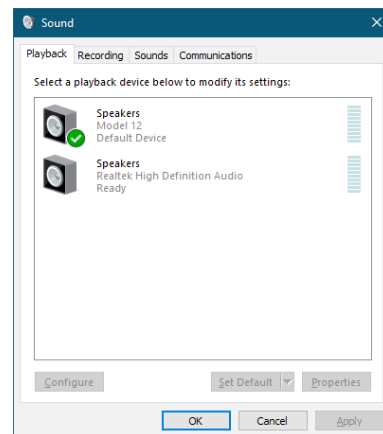 Sound
Playback Recording Sounds Communications
Select a playback device below to modify its settings:
Speakers
Model 12
Default Device
Speakers
Realtek High Definition Audio
Ready
Configure Set Default Properties
OK Cancel Apply